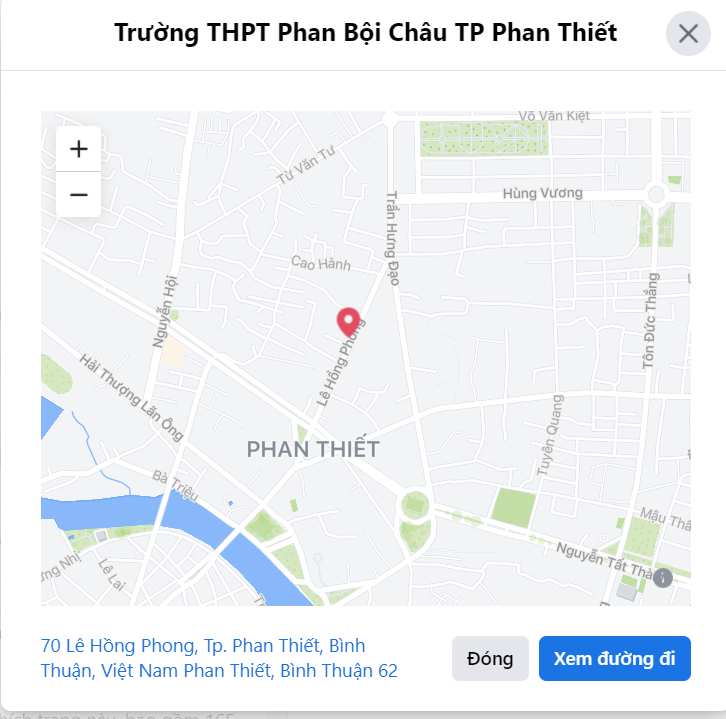 Trường THPT Phan Bội Châu TP Phan Thiết
Võ Văn Kiệt
+
Từ Văn Tư
−
Hùng Vương
Trần Hưng Đạo
Cao Hành
Nguyễn Hội
Tôn Đức Thắng
Lê Hồng Phong
Hải Thượng Lãn Ông
Tuyên Quang
PHAN THIẾT
Bà Triệu
Mậu Thâ
Nguyễn Tất Thà
Lê Lai
70 Lê Hồng Phong, Tp. Phan Thiết, Bình
Thuận, Việt Nam Phan Thiết, Bình Thuận 62
Đóng
Xem đường đi